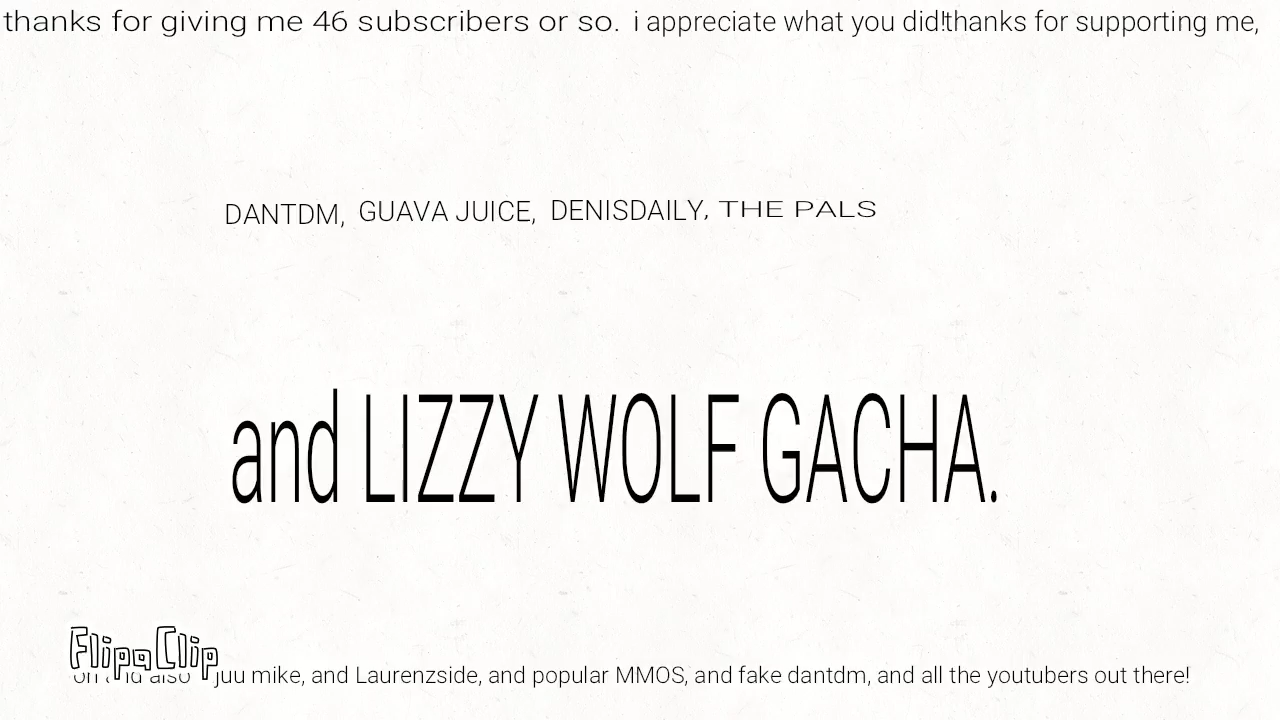 thanks for giving me 46 subscribers or so. i appreciate what you did!thanks for supporting me,
DANTDM, GUAVA JUICE, DENISDAILY, THE PALS
and LIZZY WOLF GACHA.
FlipaClip
also juu mike, and Laurenzside, and popular MMOS, and fake dantdm, and all the youtubers out there!